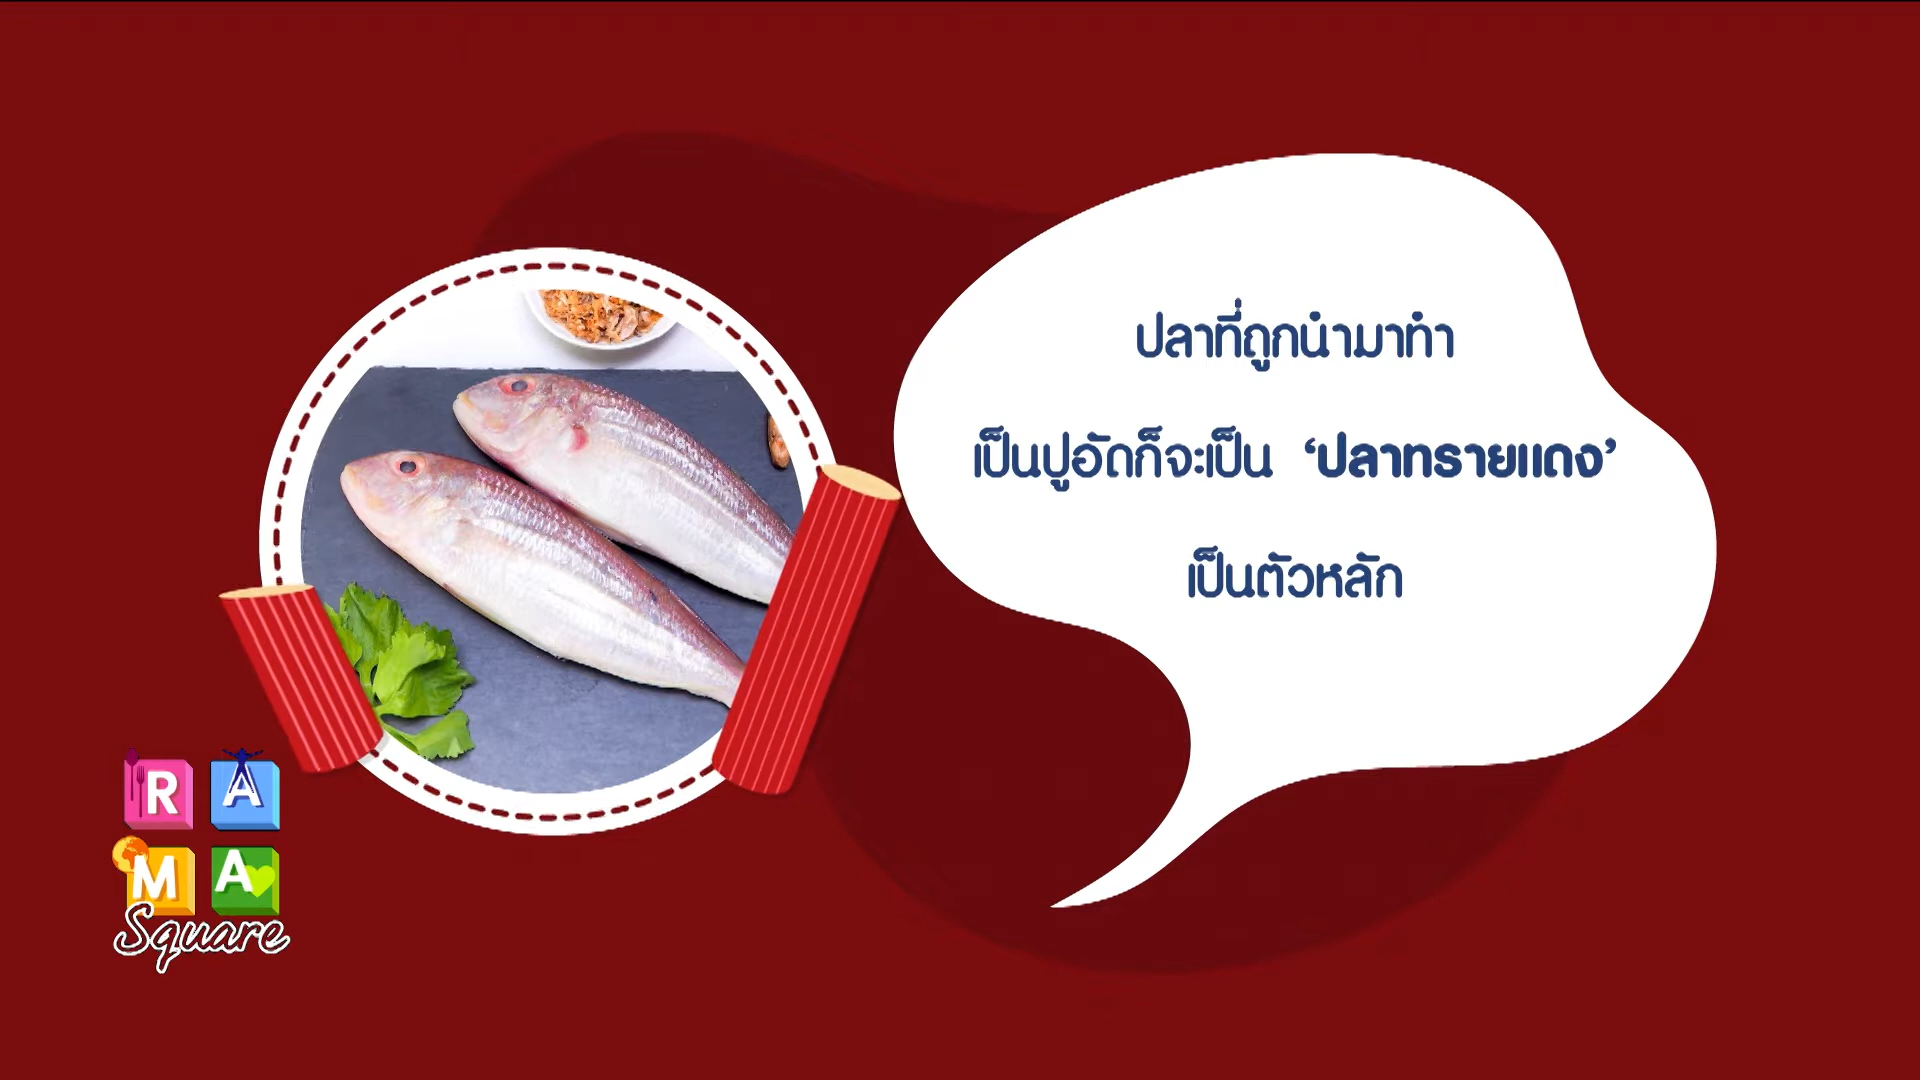 ปลาที่ถูกนำมาทำ
เป็นปูอัดก็จะเป็น ‘ปลาทรายแดง’
เป็นตัวหลัก
RA
MA
Square